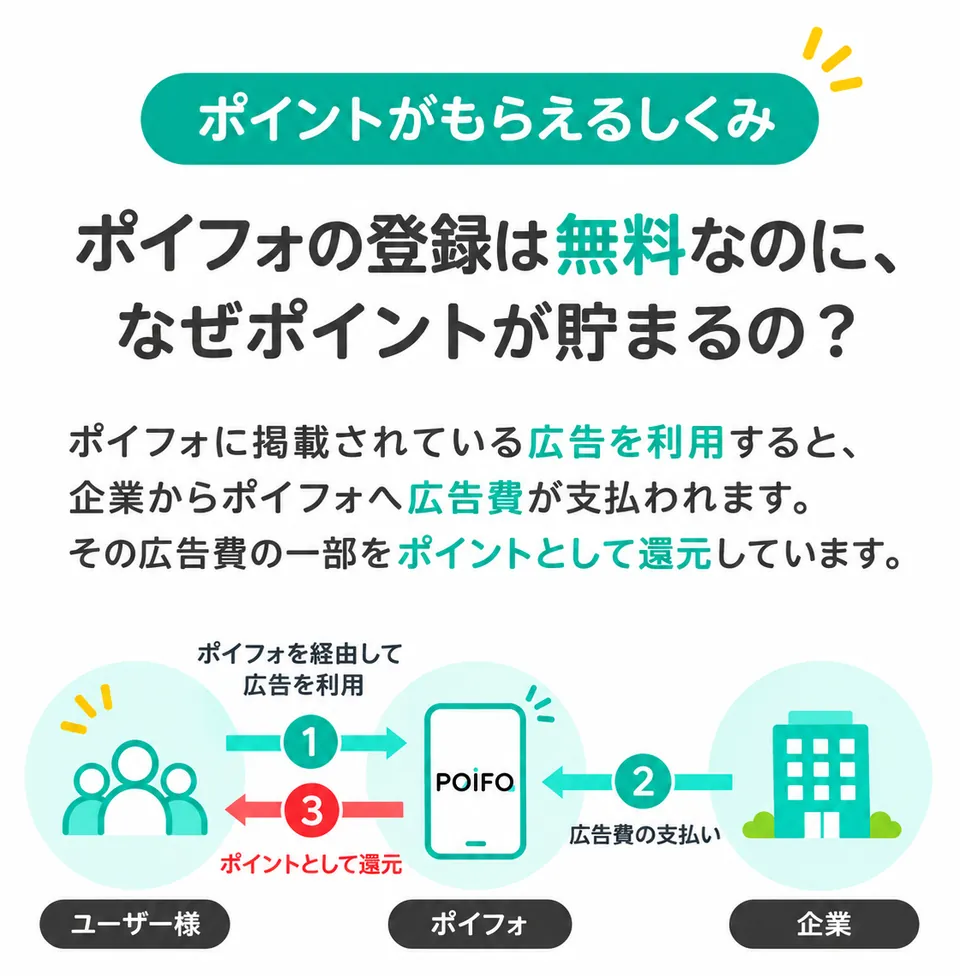 ポイントがもらえるしくみ
ポイフォの登録は無料なのに、
なぜポイントが貯まるの？
ポイフォに掲載されている広告を利用すると、
企業からポイフォへ広告費が支払われます。
その広告費の一部をポイントとして還元しています。
ポイフォを経由して
広告を利用
1
POiFO
2
3
広告費の支払い
ポイントとして還元
ユーザー様
ポイフォ
企業